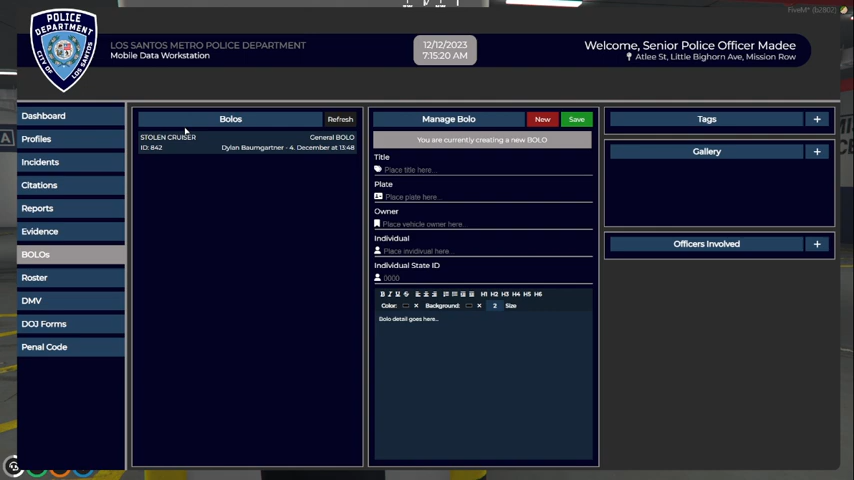 FiveM* (b2802)
POLICE
DEPARTMENT
CITY OF
LOS SANTOS
LOS SANTOS METRO POLICE DEPARTMENT
Mobile Data Workstation
12/12/2023
7:15:20 AM
Welcome, Senior Police Officer Madee
Atlee St, Little Bighorn Ave, Mission Row
Dashboard
Profiles
Incidents
Citations
Reports
Evidence
BOLOs
Roster
DMV
DOJ Forms
Penal Code
Bolos
Refresh
STOLEN CRUISER
General BOLO
ID: 842
Dylan Baumgartner - 4. December at 13:48
Manage Bolo
New
Save
You are currently creating a new BOLO
Title
Place title here...
Plate
Place plate here...
Owner
Place vehicle owner here...
Individual
Place invidivual here...
Individual State ID
0000
B I U S H1 H2 H3 H4 H5 H6
Color: × Background: × 2 Size
Bolo detail goes here...
Tags +
Gallery +
Officers Involved +